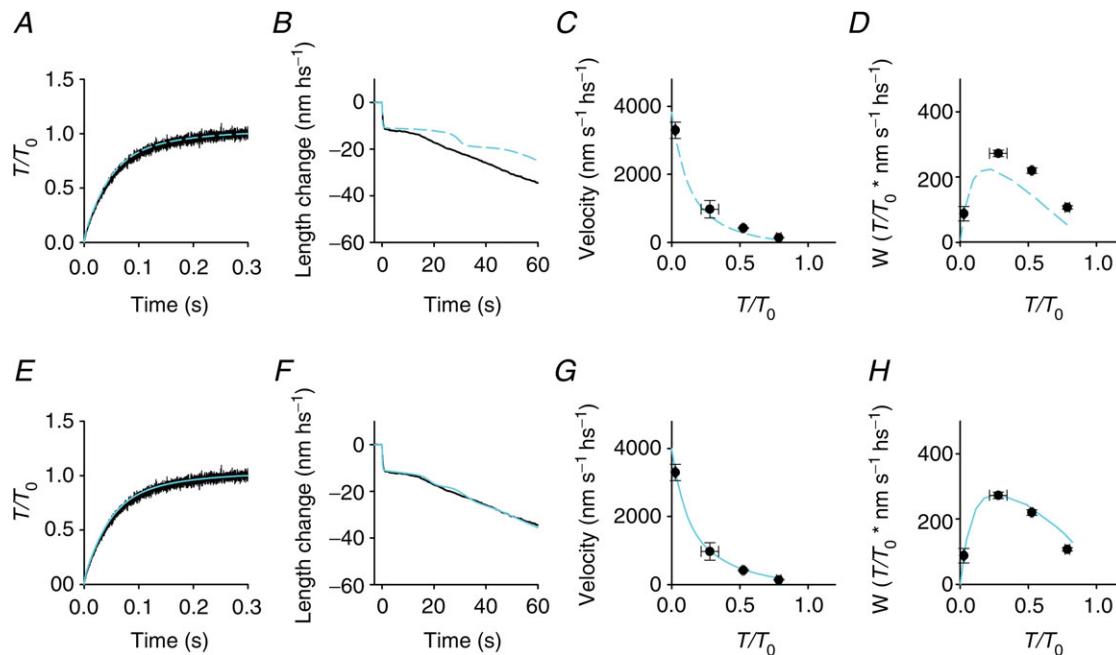 A
B
C
D
T/T₀
1.5
1.0
0.5
0.0
0.0 0.1 0.2 0.3
Time (s)
Length change (nm hs⁻¹)
0
−20
−40
−60
0 20 40 60
Time (s)
Velocity (nm s⁻¹ hs⁻¹)
4000
2000
0
0.0 0.5 1.0
T/T₀
W (T/T₀ * nm s⁻¹ hs⁻¹)
400
200
0
0.0 0.5 1.0
T/T₀
E
F
G
H
T/T₀
1.5
1.0
0.5
00
0.0 0.1 0.2 0.3
Time (s)
Length change (nm hs⁻¹)
0
−20
−40
−60
0 20 40 60
Time (s)
Velocity (nm s⁻¹ hs⁻¹)
4000
2000
0
0.0 0.5 1.0
T/T₀
W (T/T₀ * nm s⁻¹ hs⁻¹)
400
200
0
0.0 0.5 1.0
T/T₀